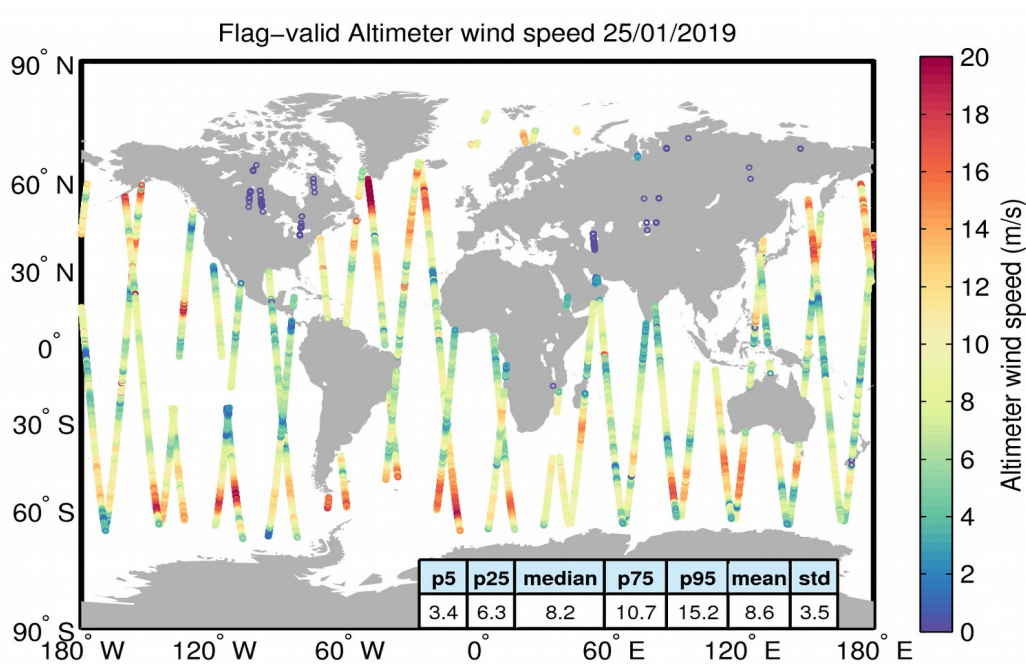 Flag−valid Altimeter wind speed 25/01/2019
90° N
60° N
30° N
0°
30° S
60° S
90° S
180° W
120° W
60° W
0°
60° E
120° E
180° E
p5 p25 median p75 p95 mean std
3.4 6.3 8.2 10.7 15.2 8.6 3.5
20
18
16
14
12
10
8
6
4
2
0
Altimeter wind speed (m/s)